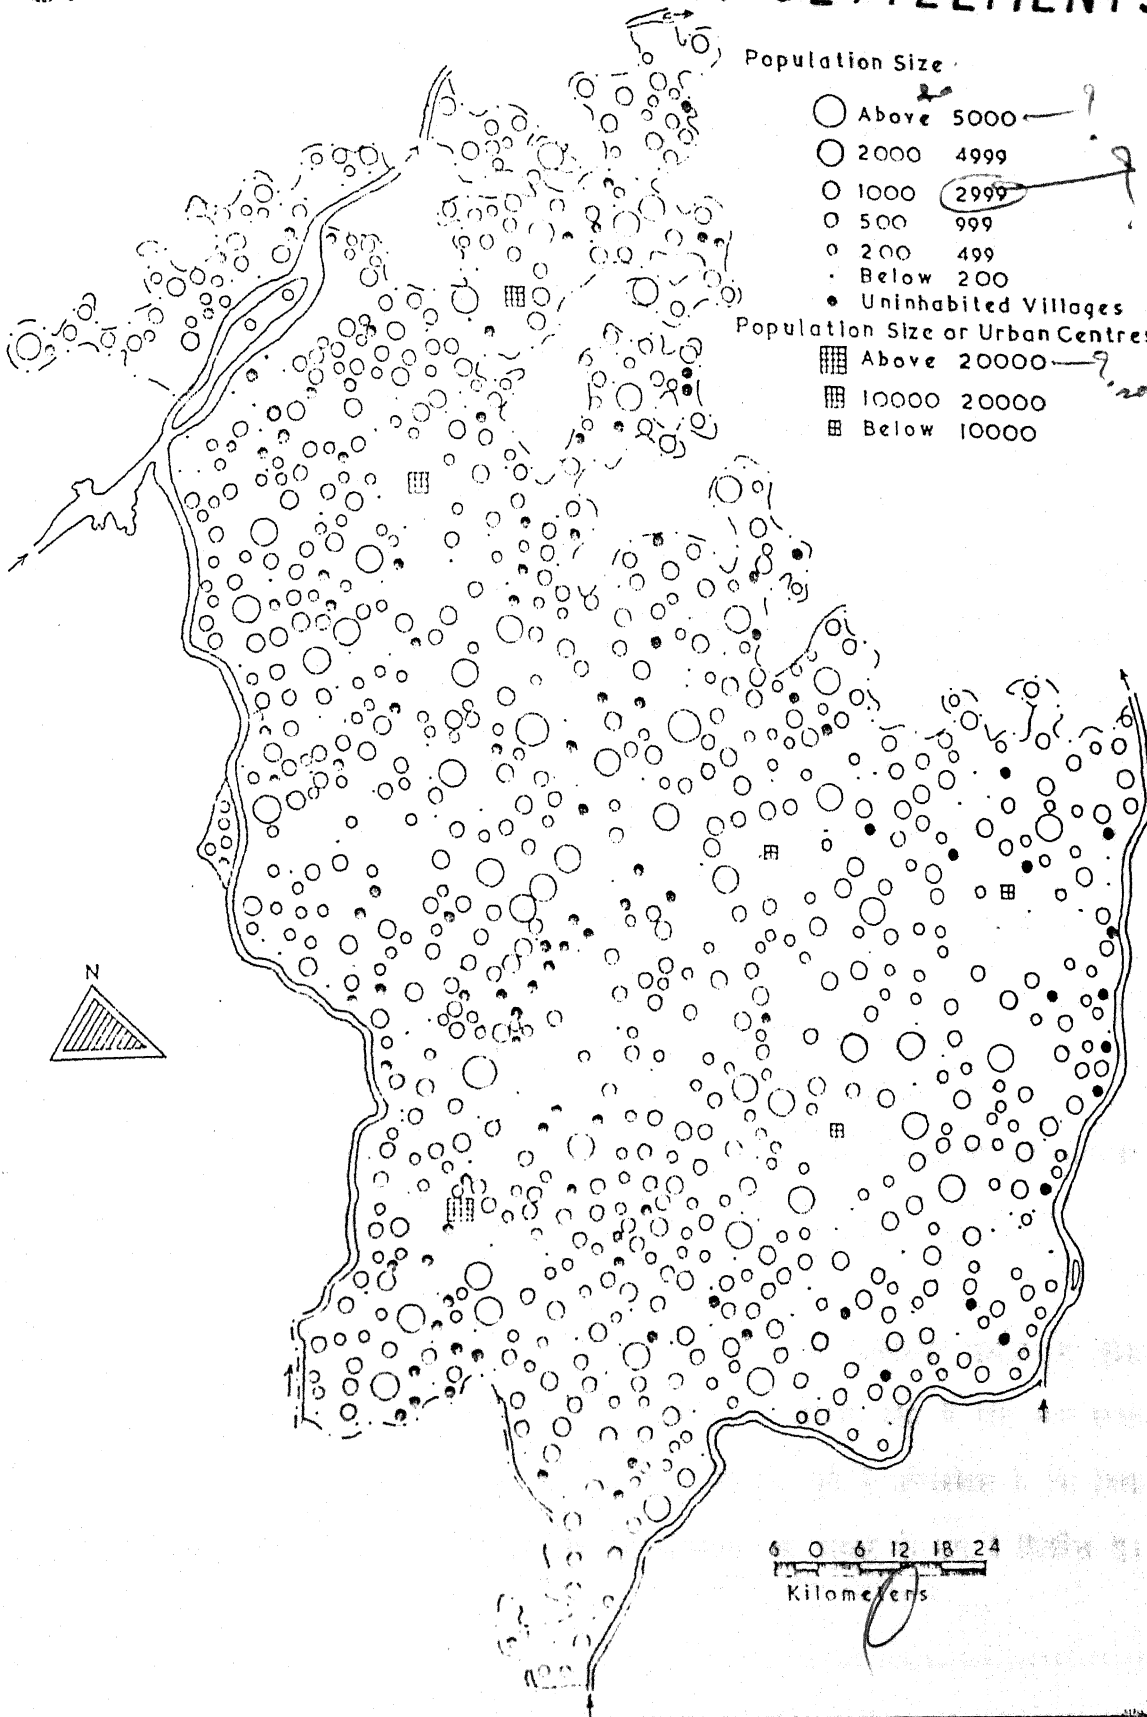 SETTLEMENTS
Population Size
Above 5000 ?
2000 4999
1000 2999 ?
500 999
200 499
Below 200
Uninhabited Villages
Population Size or Urban Centres
Above 20000 ?
10000 20000
Below 10000
N
6 0 6 12 18 24
Kilometers